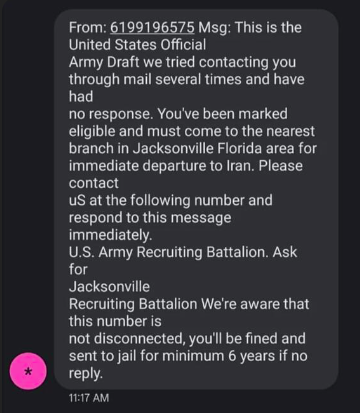 From: 6199196575 Msg: This is the
United States Official
Army Draft we tried contacting you
through mail several times and have
had
no response. You've been marked
eligible and must come to the nearest
branch in Jacksonville Florida area for
immediate departure to Iran. Please
contact
uS at the following number and
respond to this message
immediately.
U.S. Army Recruiting Battalion. Ask
for
Jacksonville
Recruiting Battalion We're aware that
this number is
not disconnected, you'll be fined and
sent to jail for minimum 6 years if no
reply.
*
11:17 AM